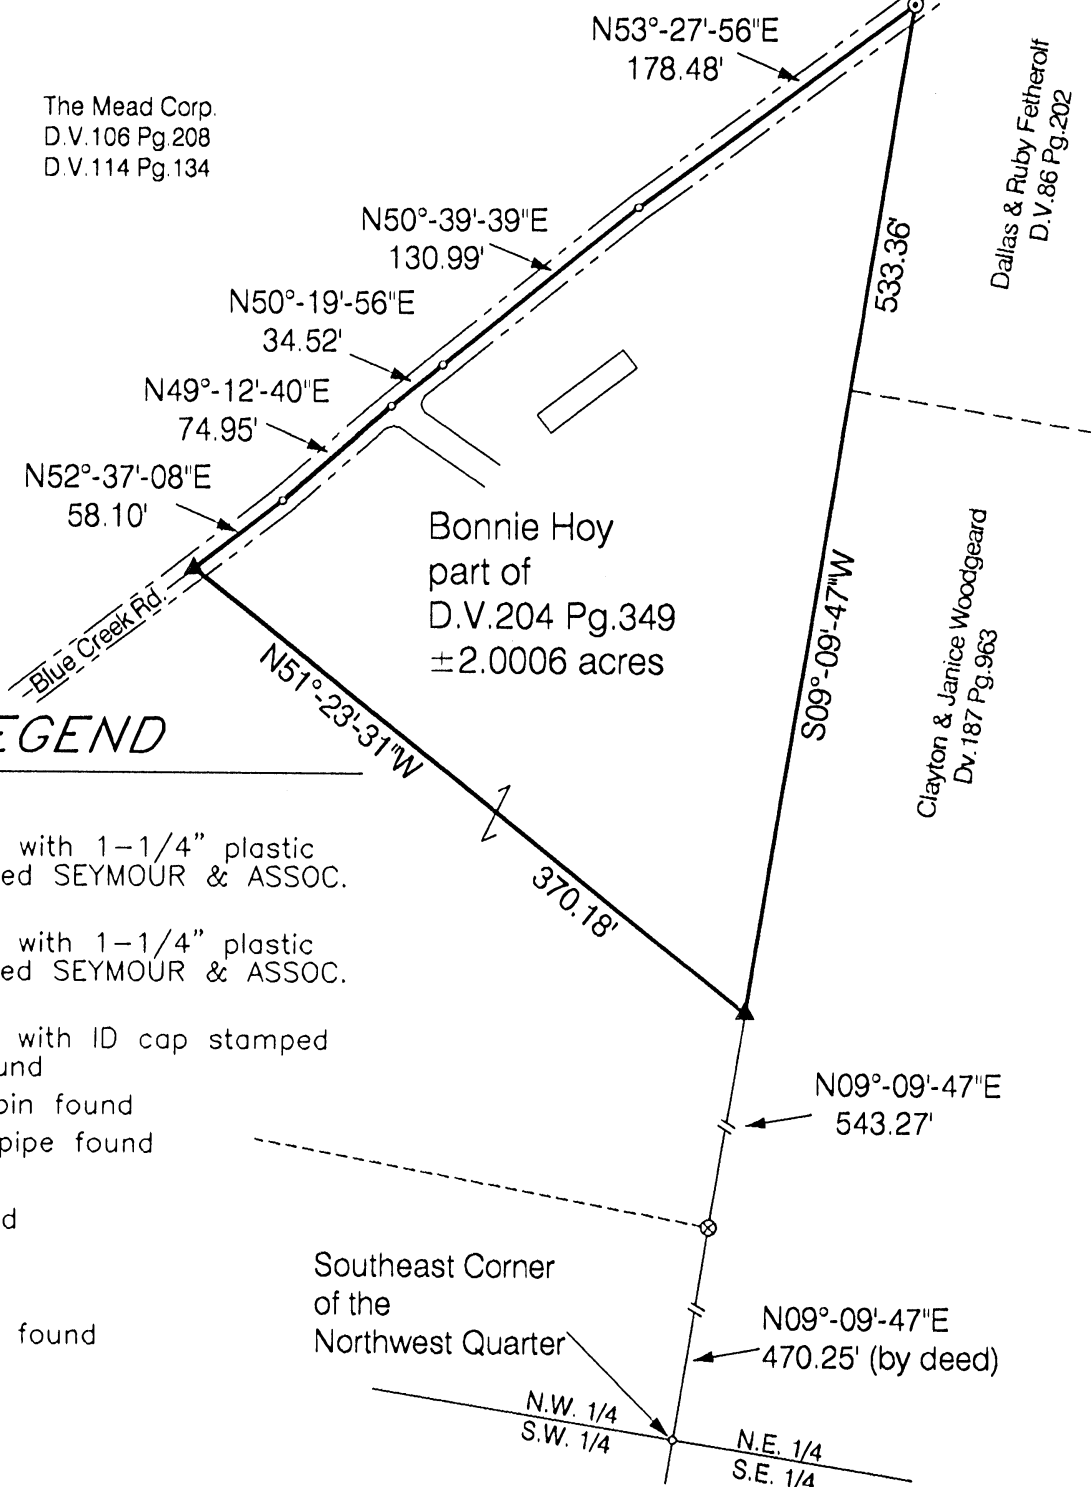 N53°-27'-56"E
178.48'
The Mead Corp.
D.V.106 Pg.208
D.V.114 Pg.134
Dallas & Ruby Fetherolf
D.V.86 Pg.202
N50°-39'-39"E
130.99'
533.36'
N50°-19'-56"E
34.52'
N49°-12'-40"E
74.95'
N52°-37'-08"E
58.10'
Bonnie Hoy
part of
D.V.204 Pg.349
±2.0006 acres
Blue Creek Rd.
S09°-09'-47"W
Clayton & Janice Woodgeard
Dv.187 Pg.963
N51°-23'-31"W
370.18'
EGEND
with 1-1/4" plastic
ed SEYMOUR & ASSOC.
with 1-1/4" plastic
ed SEYMOUR & ASSOC.
with ID cap stamped
und
pin found
pipe found
d
found
N09°-09'-47"E
543.27'
Southeast Corner
of the
Northwest Quarter
N09°-09'-47"E
470.25' (by deed)
N.W. 1/4
S.W. 1/4
N.E. 1/4
S.E. 1/4